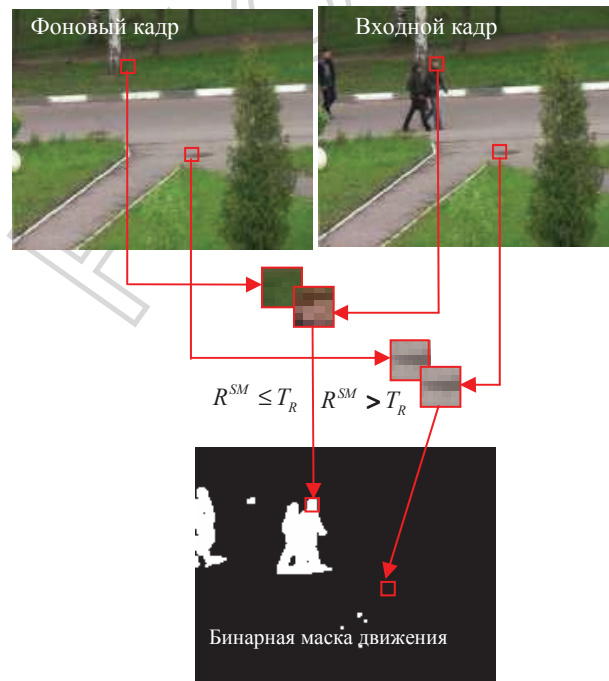 Фоновый кадр
Входной кадр
R^{SM} ≤ T_R
R^{SM} > T_R
Бинарная маска движения